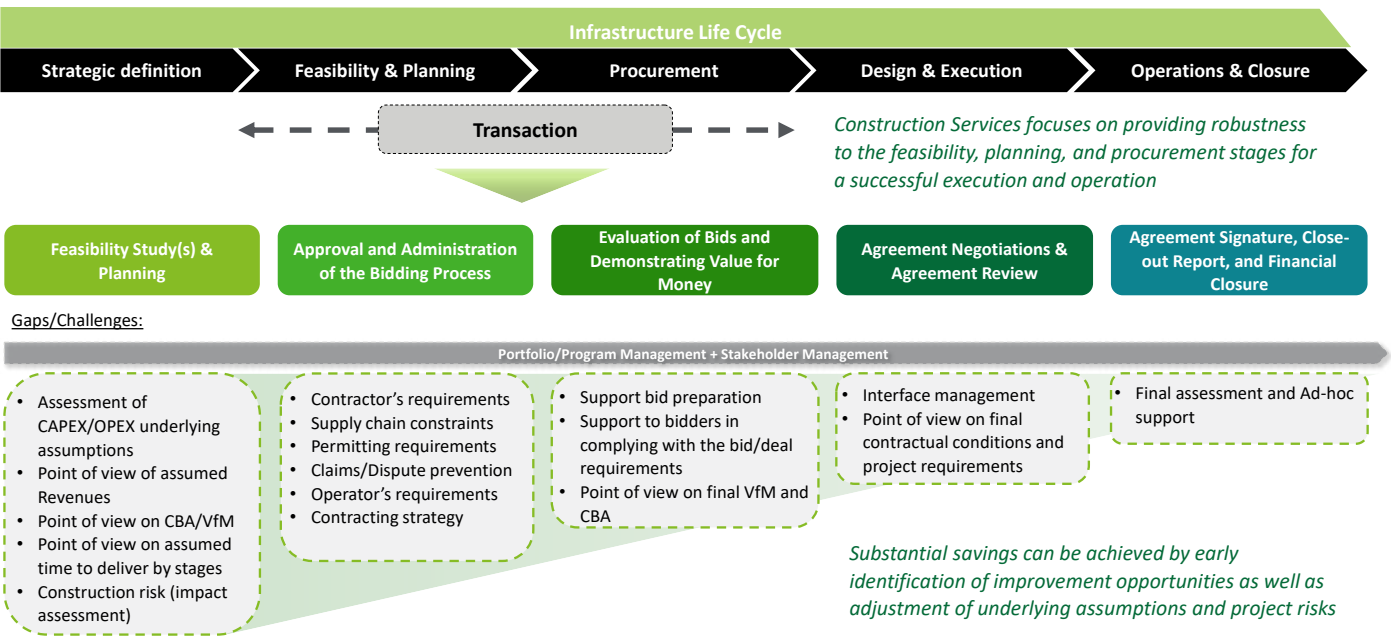 Infrastructure Life Cycle
Strategic definition
Feasibility & Planning
Procurement
Design & Execution
Operations & Closure
Transaction
Construction Services focuses on providing robustness
to the feasibility, planning, and procurement stages for
a successful execution and operation
Feasibility Study(s) &
Planning
Approval and Administration
of the Bidding Process
Evaluation of Bids and
Demonstrating Value for
Money
Agreement Negotiations &
Agreement Review
Agreement Signature, Close-
out Report, and Financial
Closure
Gaps/Challenges:
Portfolio/Program Management + Stakeholder Management
• Assessment of
CAPEX/OPEX underlying
assumptions
• Point of view of assumed
Revenues
• Point of view on CBA/VfM
• Point of view on assumed
time to deliver by stages
• Construction risk (impact
assessment)
• Contractor’s requirements
• Supply chain constraints
• Permitting requirements
• Claims/Dispute prevention
• Operator’s requirements
• Contracting strategy
• Support bid preparation
• Support to bidders in
complying with the bid/deal
requirements
• Point of view on final VfM and
CBA
• Interface management
• Point of view on final
contractual conditions and
project requirements
• Final assessment and Ad-hoc
support
Substantial savings can be achieved by early
identification of improvement opportunities as well as
adjustment of underlying assumptions and project risks